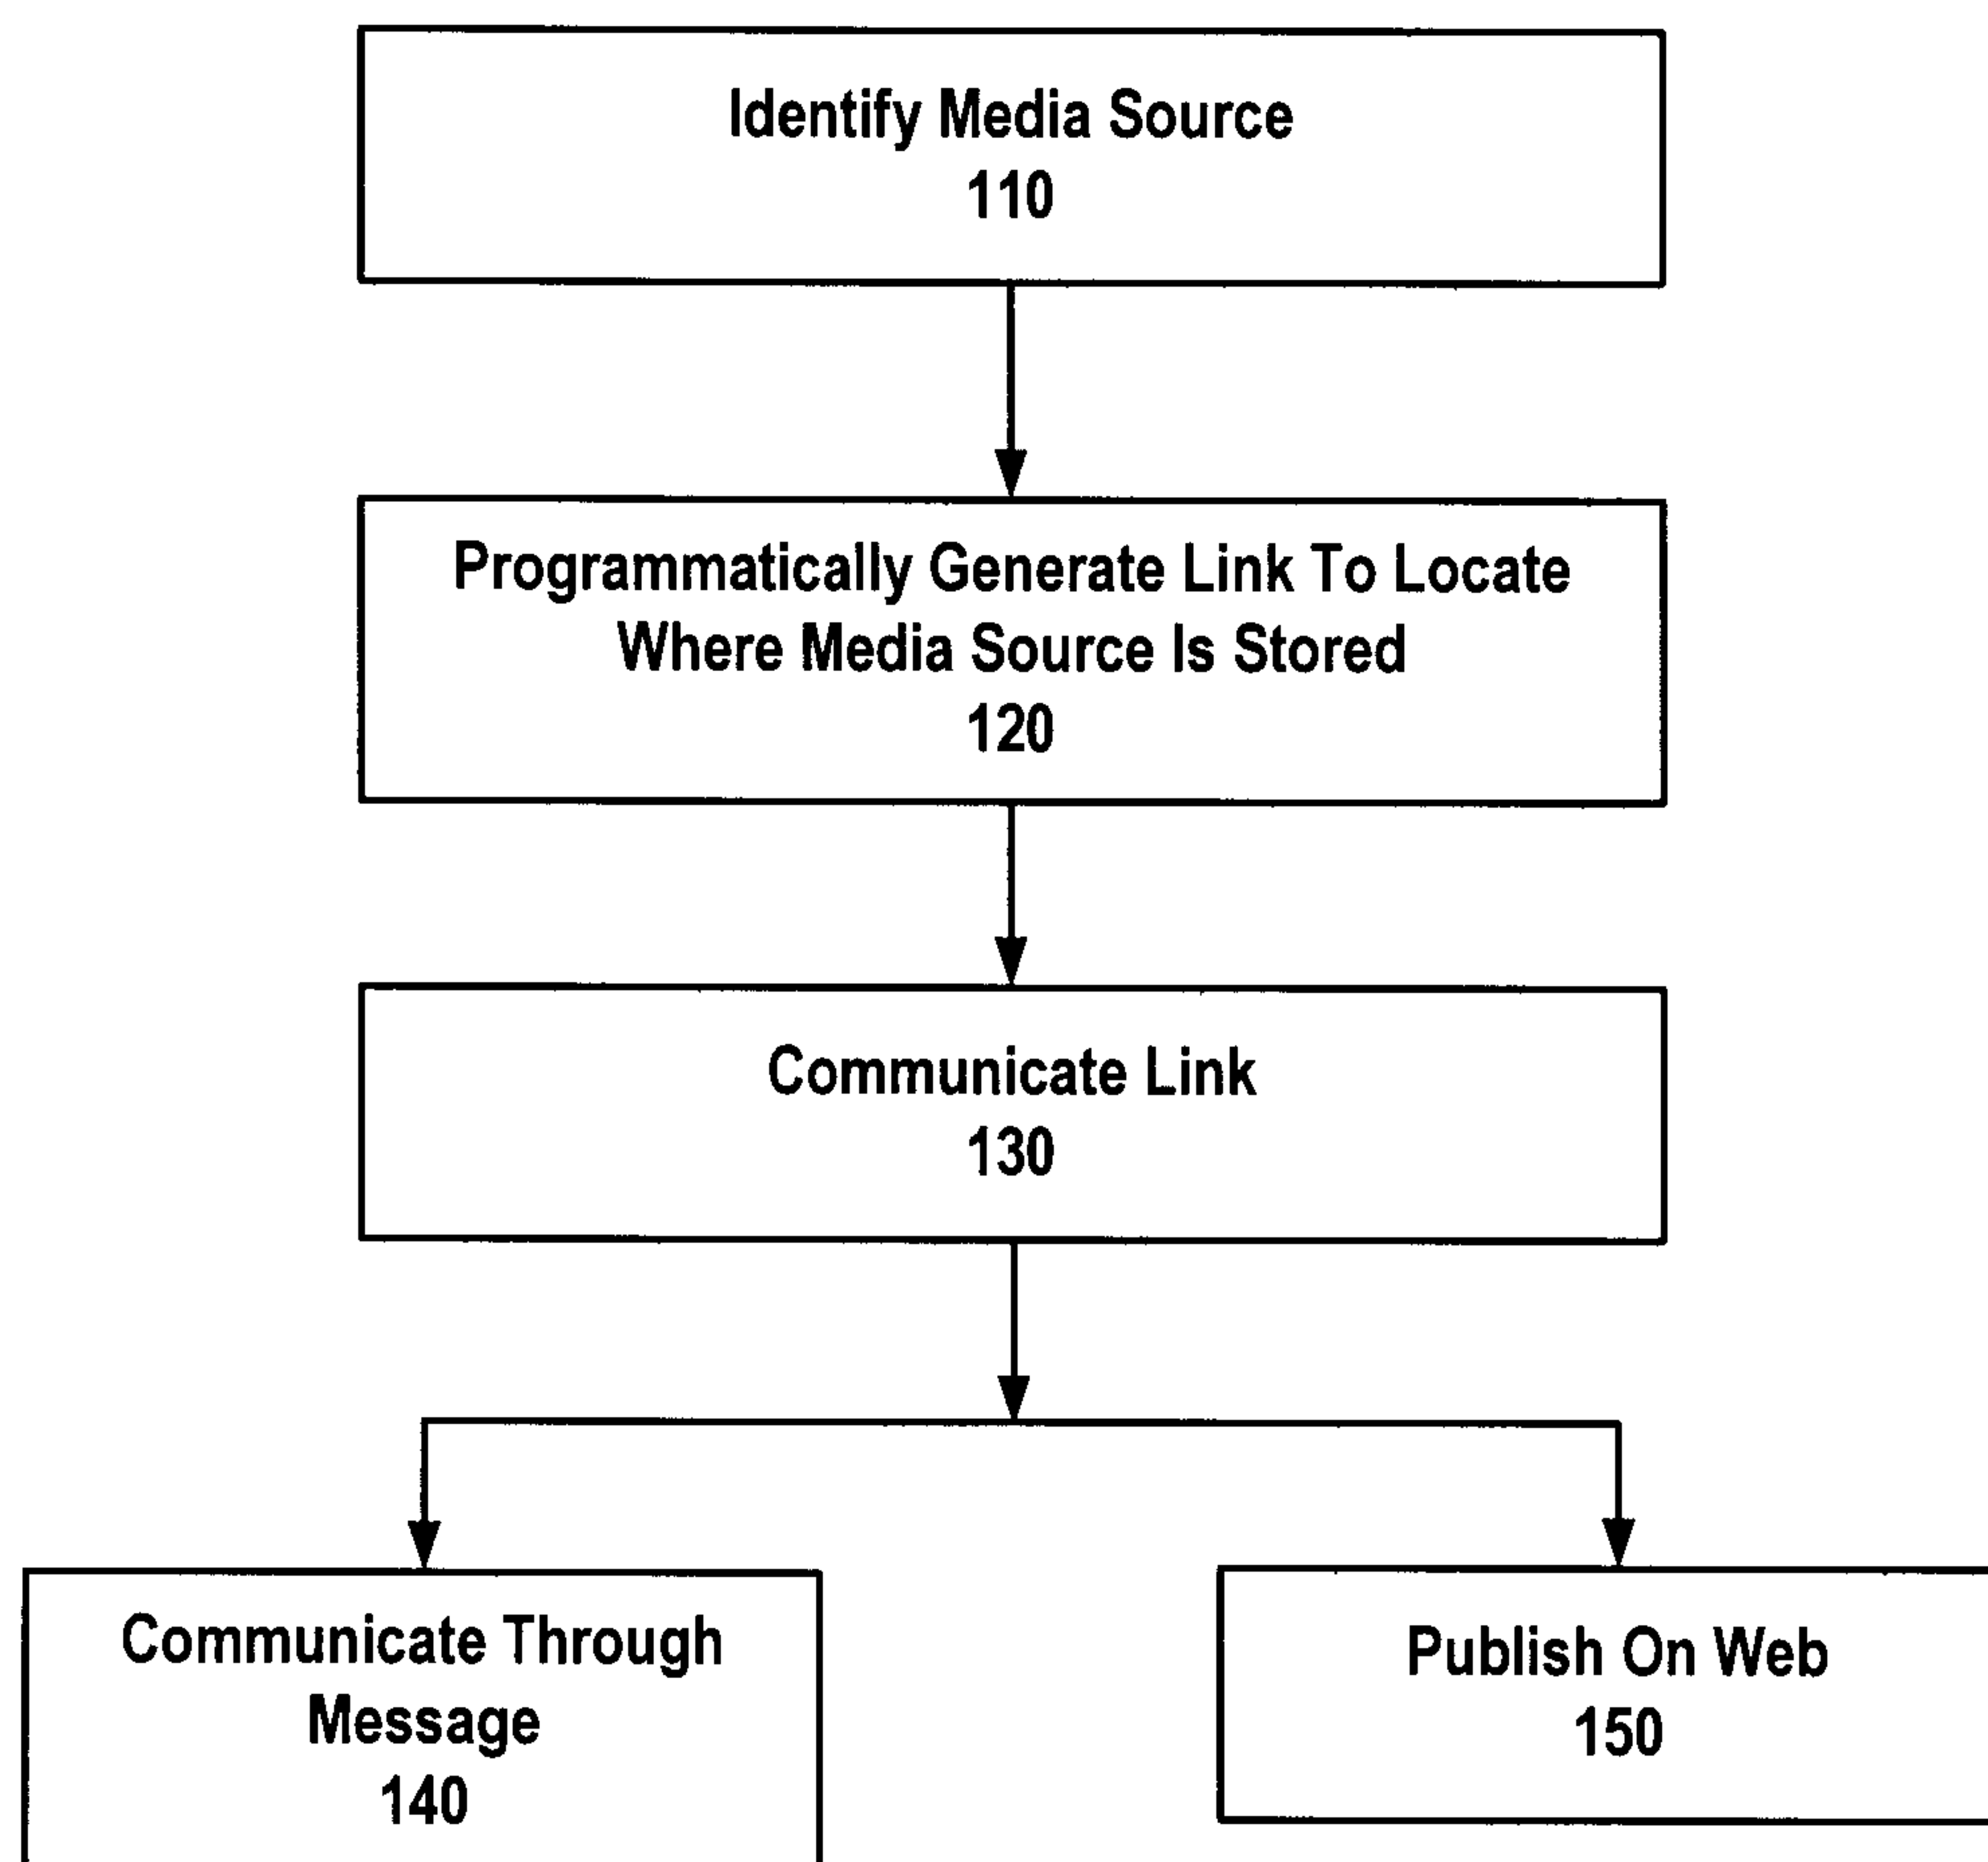 Identify Media Source
110
Programmatically Generate Link To Locate
Where Media Source Is Stored
120
Communicate Link
130
Communicate Through
Message
140
Publish On Web
150